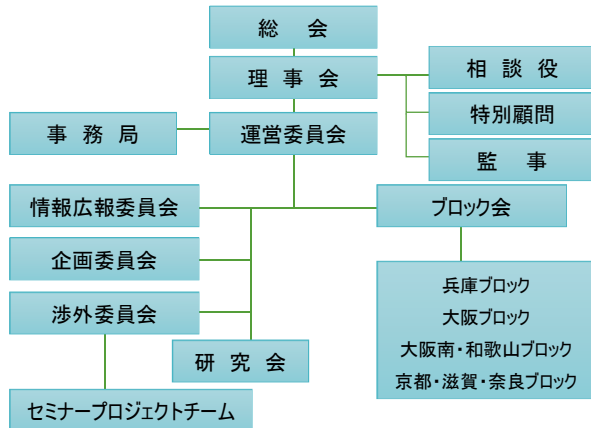 総 会
理 事 会
相 談 役
特別顧問
監 事
事 務 局
運営委員会
情報広報委員会
ブロック会
企画委員会
渉外委員会
研 究 会
セミナープロジェクトチーム
兵庫ブロック
大阪ブロック
大阪南・和歌山ブロック
京都・滋賀・奈良ブロック